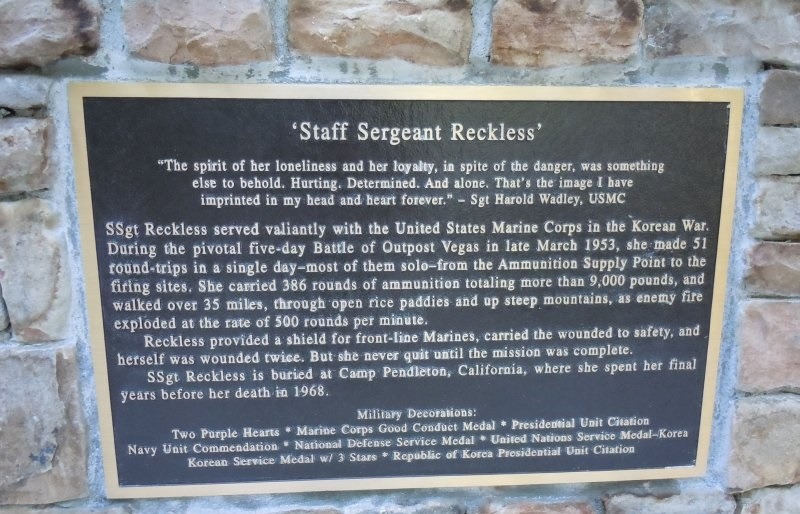 ‘Staff Sergeant Reckless’
“The spirit of her loneliness and her loyalty, in spite of the danger, was something
else to behold. Hurting. Determined. And alone. That’s the image I have
imprinted in my head and heart forever.” – Sgt Harold Wadley, USMC
SSgt Reckless served valiantly with the United States Marine Corps in the Korean War.
During the pivotal five-day Battle of Outpost Vegas in late March 1953, she made 51
round-trips in a single day–most of them solo–from the Ammunition Supply Point to the
firing sites. She carried 386 rounds of ammunition totaling more than 9,000 pounds, and
walked over 35 miles, through open rice paddies and up steep mountains, as enemy fire
exploded at the rate of 500 rounds per minute.
Reckless provided a shield for front-line Marines, carried the wounded to safety, and
herself was wounded twice. But she never quit until the mission was complete.
SSgt Reckless is buried at Camp Pendleton, California, where she spent her final
years before her death in 1968.
Military Decorations:
Two Purple Hearts * Marine Corps Good Conduct Medal * Presidential Unit Citation
Navy Unit Commendation * National Defense Service Medal * United Nations Service Medal–Korea
Korean Service Medal w/ 3 Stars * Republic of Korea Presidential Unit Citation